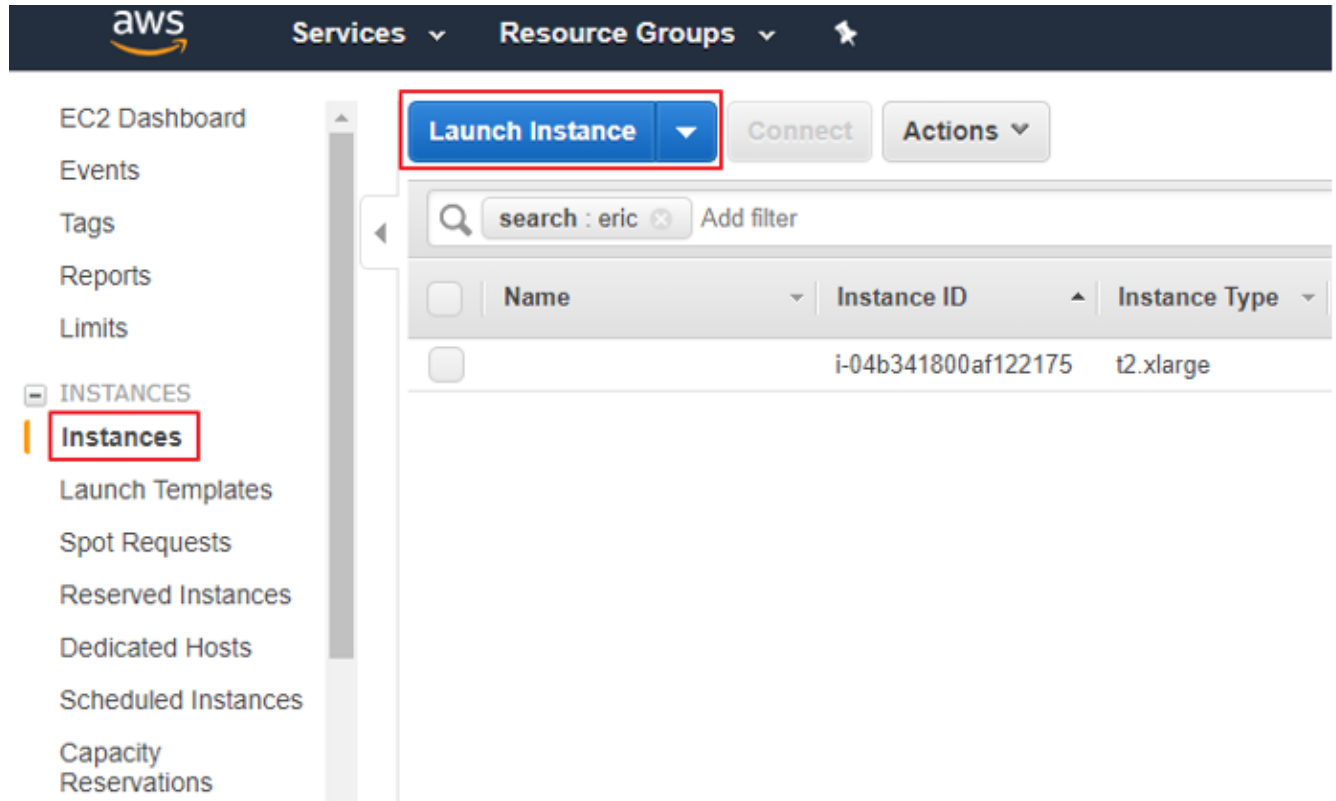 aws
Services
Resource Groups
EC2 Dashboard
Events
Tags
Reports
Limits
INSTANCES
Instances
Launch Templates
Spot Requests
Reserved Instances
Dedicated Hosts
Scheduled Instances
Capacity
Reservations
Launch Instance
Connect
Actions
search : eric
Add filter
Name
Instance ID
Instance Type
i-04b341800af122175
t2.xlarge